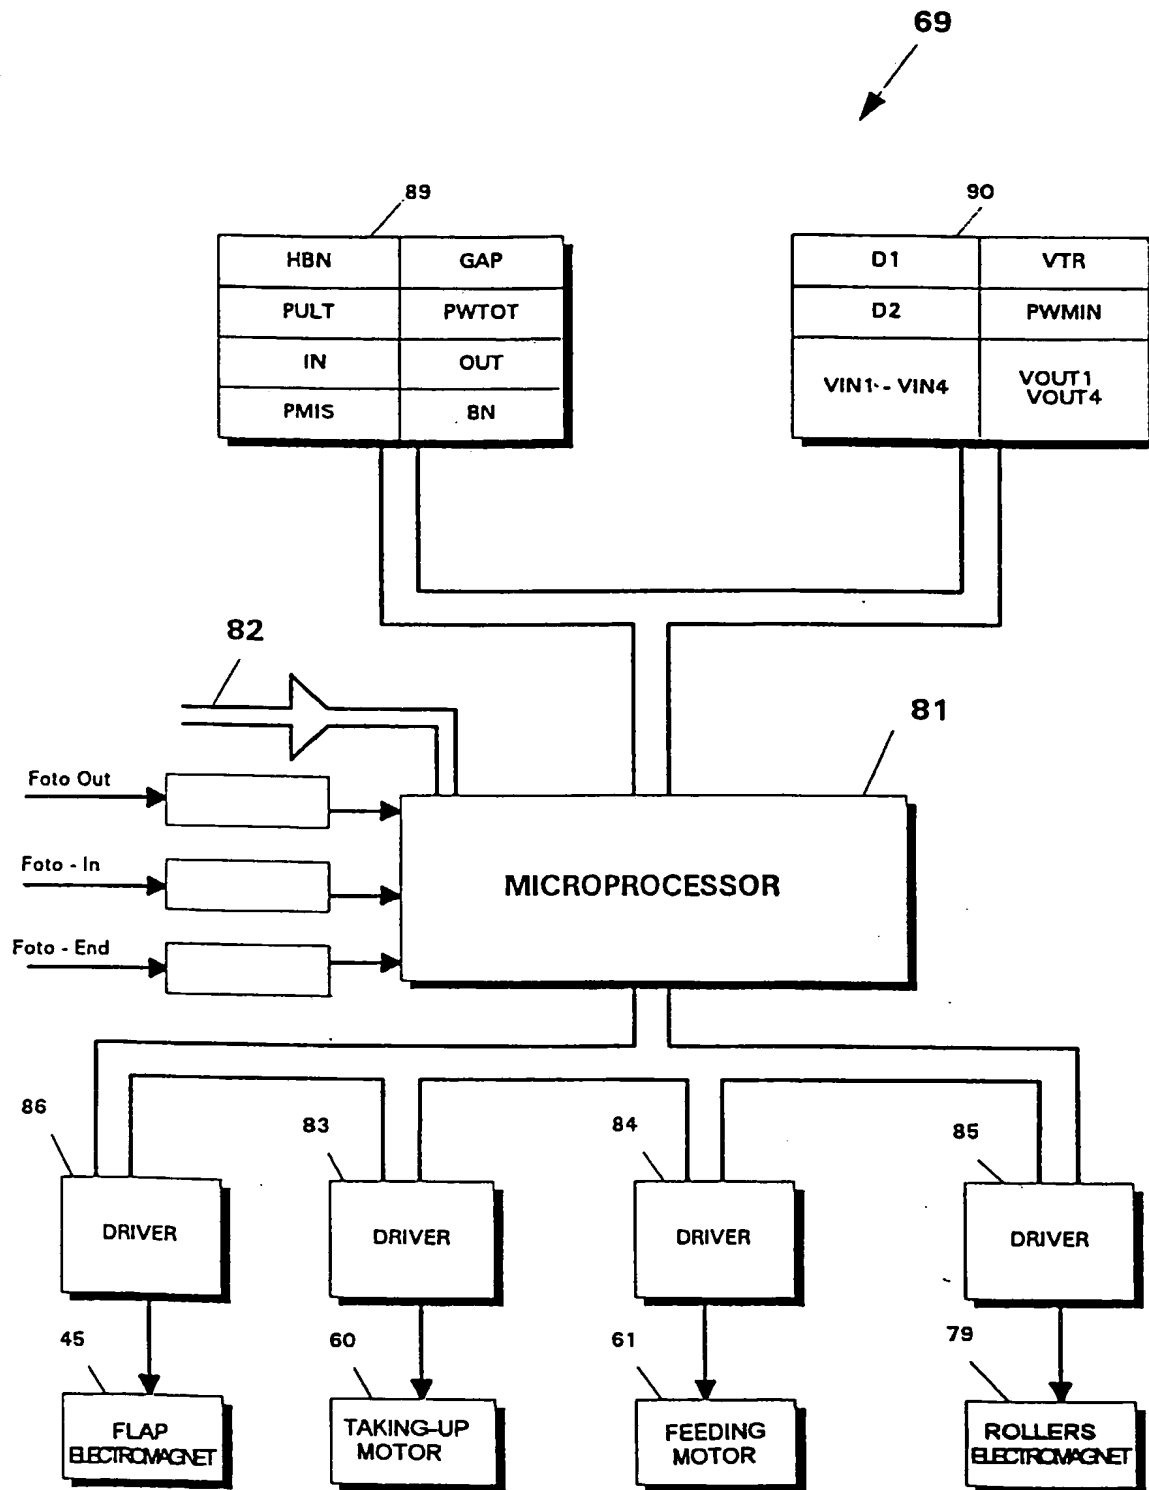 69
89
90
HBN GAP
PULT PWTOT
IN OUT
PMIS BN
D1 VTR
D2 PWMIN
VIN1 - VIN4 VOUT1
VOUT4
82
81
Foto Out
Foto - In
Foto - End
MICROPROCESSOR
86
83
84
85
DRIVER
DRIVER
DRIVER
DRIVER
45
60
61
79
FLAP
ELECTROMAGNET
TAKING-UP
MOTOR
FEEDING
MOTOR
ROLLERS
ELECTROMAGNET